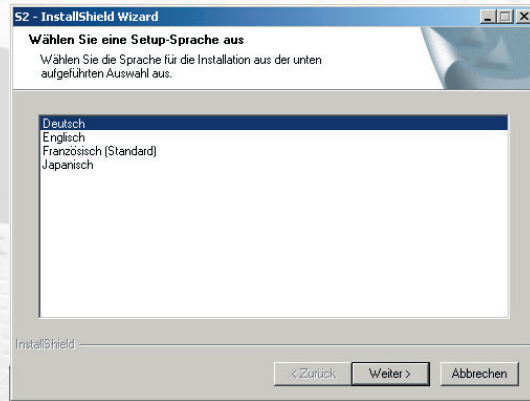 S2 - InstallShield Wizard
Wählen Sie eine Setup-Sprache aus
Wählen Sie die Sprache für die Installation aus der unten
aufgeführten Auswahl aus.
Deutsch
Englisch
Französisch (Standard)
Japanisch
InstallShield
< Zurück
Weiter >
Abbrechen